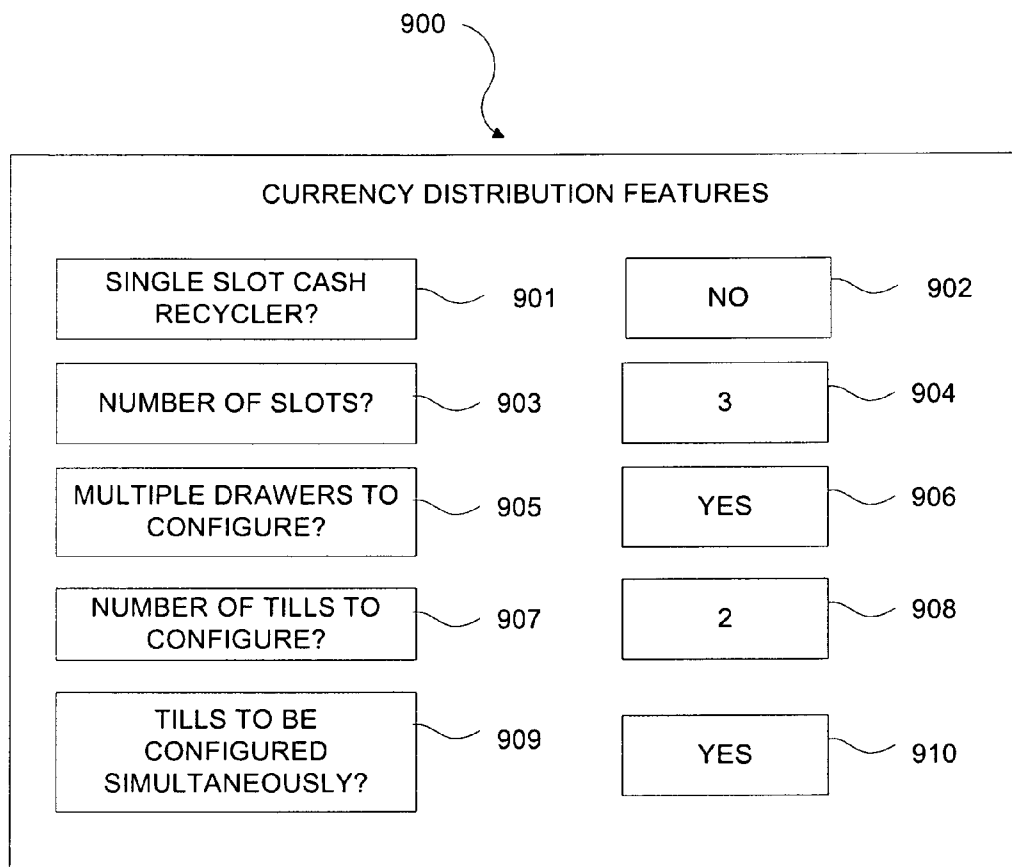 900
CURRENCY DISTRIBUTION FEATURES
SINGLE SLOT CASH
RECYCLER?
901
NO
902
NUMBER OF SLOTS?
903
3
904
MULTIPLE DRAWERS TO
CONFIGURE?
905
YES
906
NUMBER OF TILLS TO
CONFIGURE?
907
2
908
TILLS TO BE
CONFIGURED
SIMULTANEOUSLY?
909
YES
910